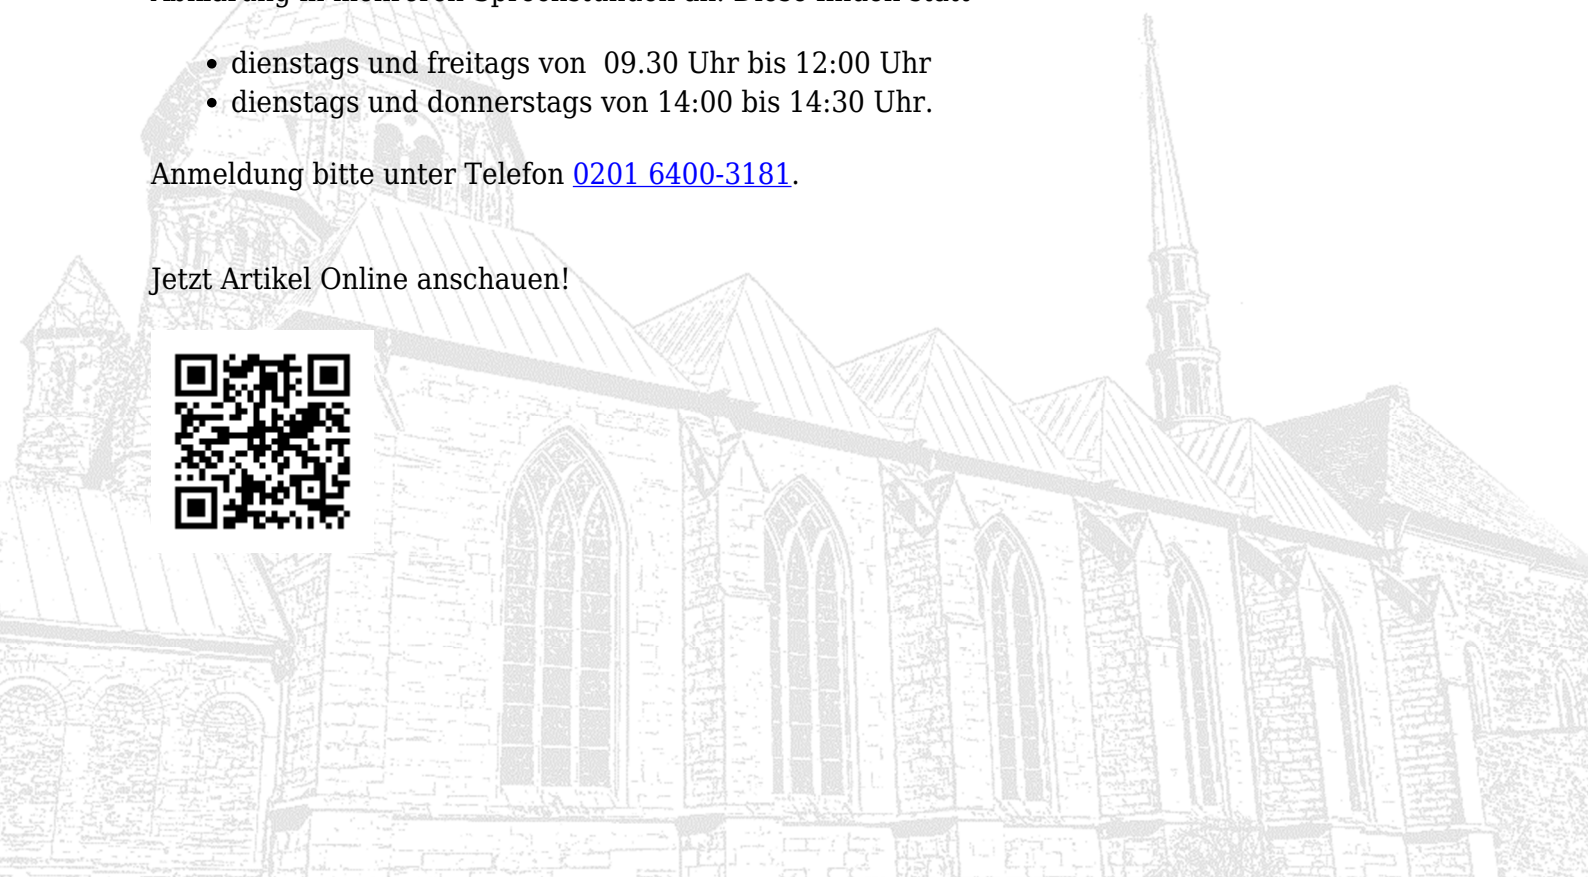 dienstags und freitags von  09.30 Uhr bis 12:00 Uhr
dienstags und donnerstags von 14:00 bis 14:30 Uhr.
Anmeldung bitte unter Telefon 0201 6400-3181.
Jetzt Artikel Online anschauen!